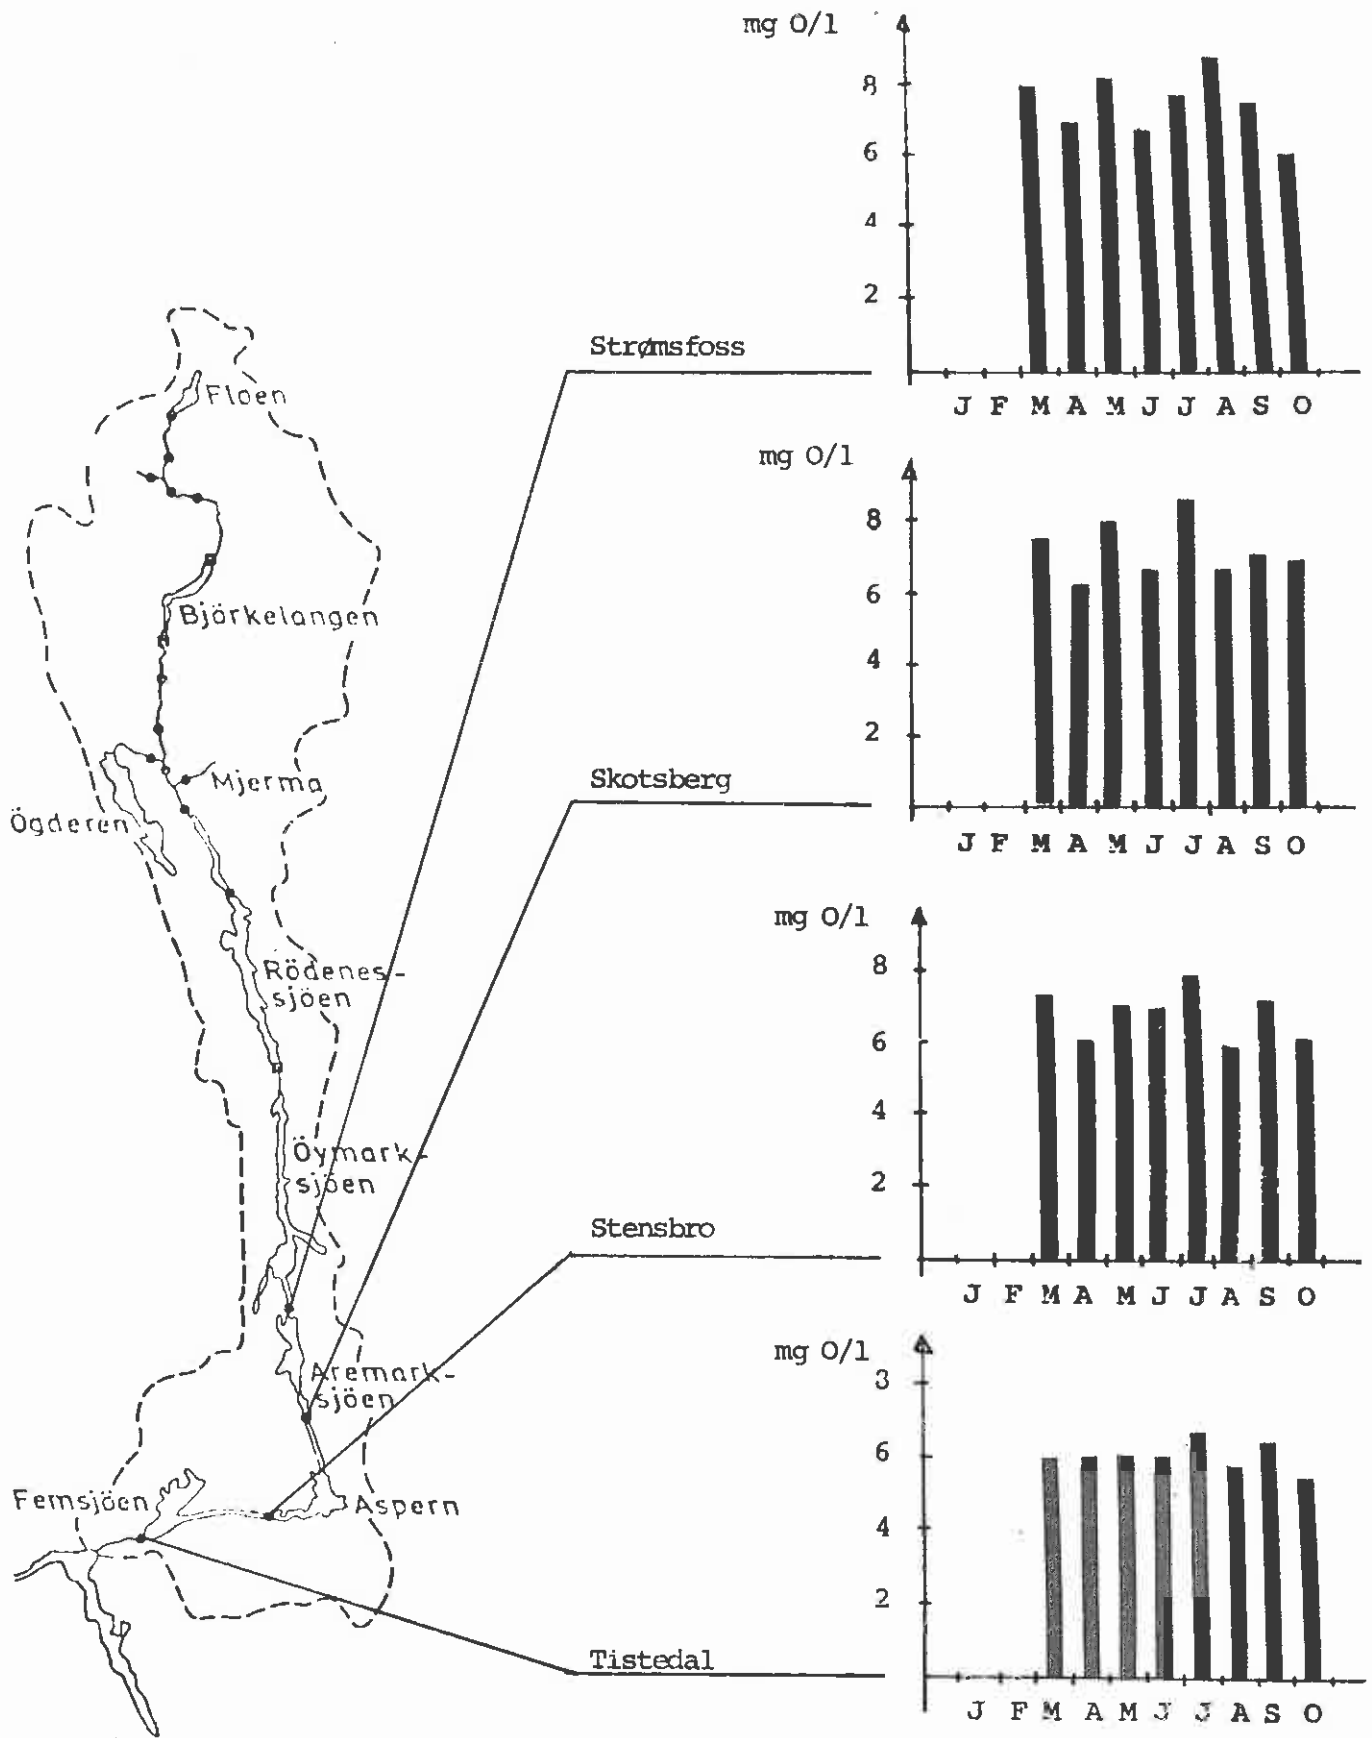 mg O/l
8
6
4
2
Strømsfoss
J F M A M J J A S O
mg O/l
8
6
4
2
Skotsberg
J F M A M J J A S O
mg O/l
8
6
4
2
Stensbro
J F M A M J J A S O
mg O/l
8
6
4
2
Tistedal
J F M A M J J A S O
Floen
Björkelangen
Mjerma
Ögderen
Rödenes-
sjöen
Öymark-
sjöen
Aremark-
sjöen
Femsjöen
Aspern